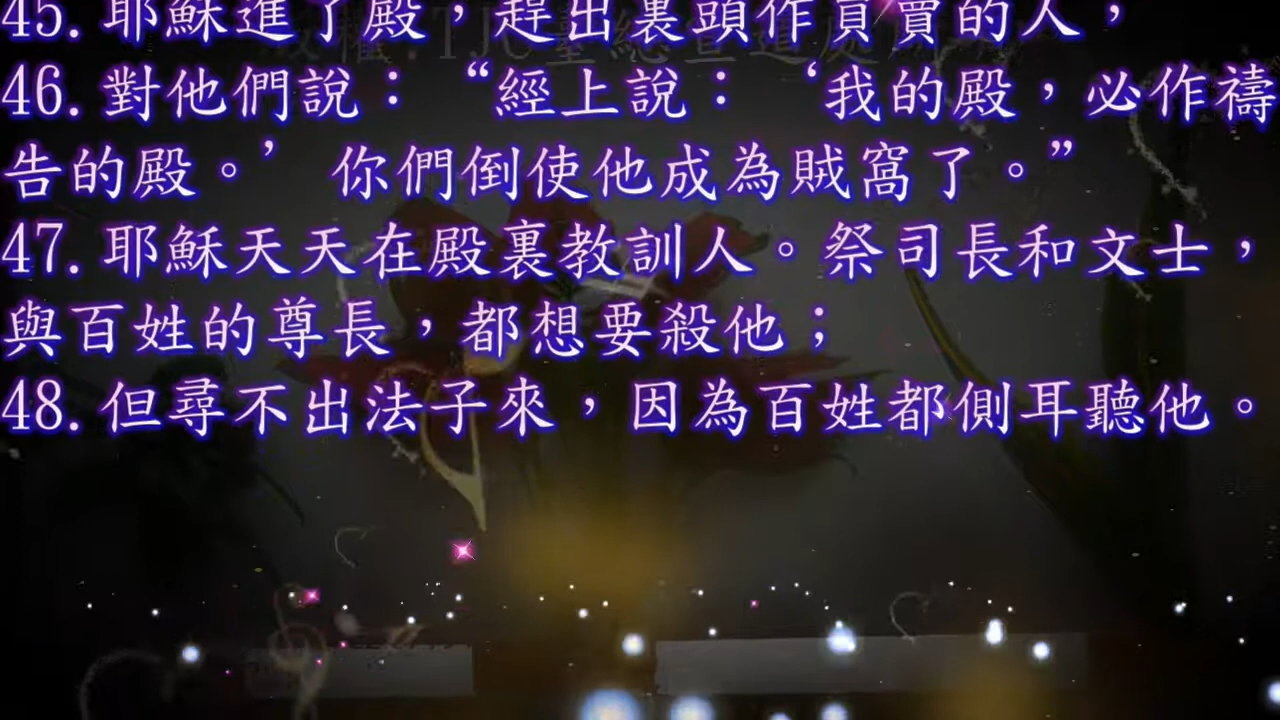 45. 耶穌進了殿，趕出裏頭作買賣的人，
46. 對他們說：“經上說：‘我的殿，必作禱
告的殿。’ 你們倒使他成為賊窩了。”
47. 耶穌天天在殿裏教訓人。祭司長和文士，
與百姓的尊長，都想要殺他；
48. 但尋不出法子來，因為百姓都側耳聽他。